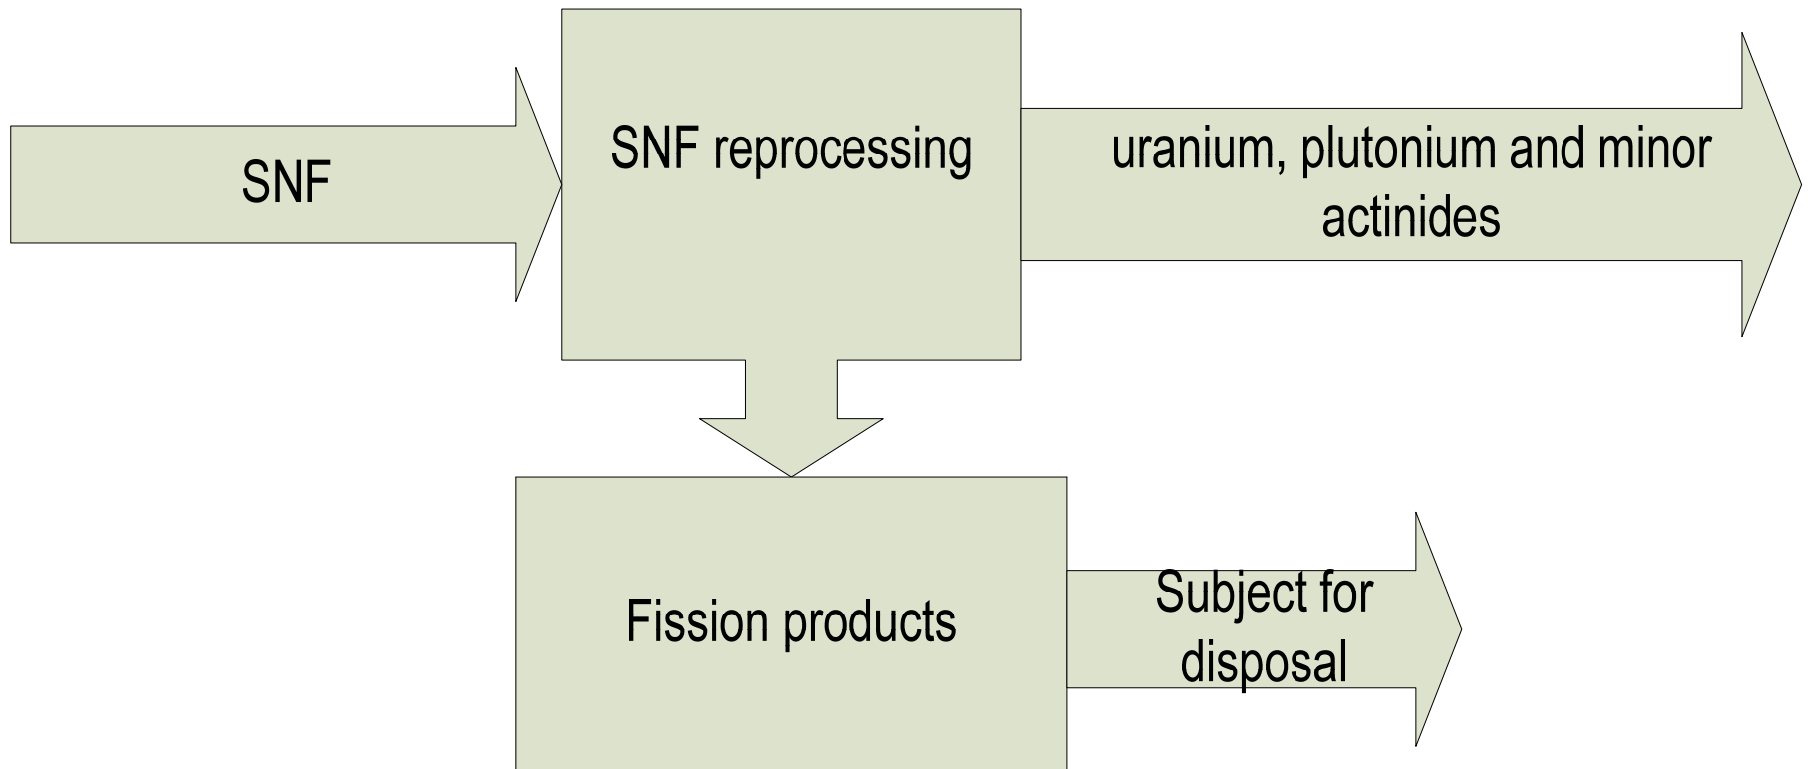 SNF
SNF reprocessing
uranium, plutonium and minor
actinides
Fission products
Subject for
disposal